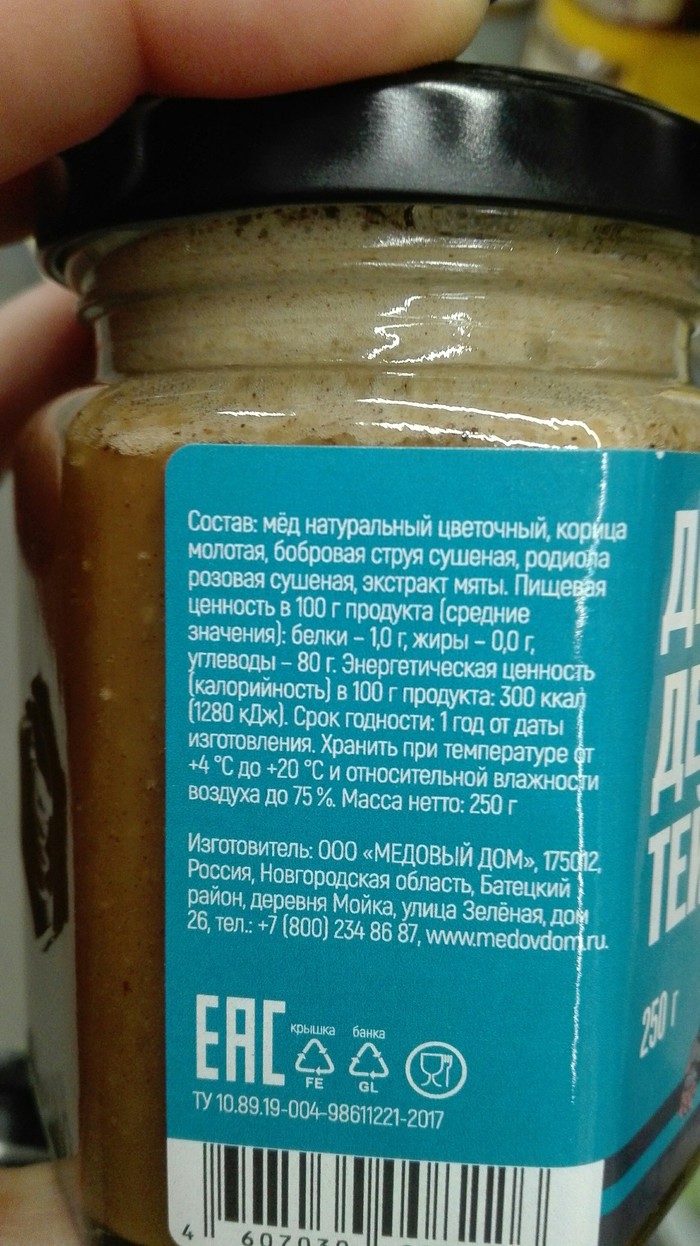 Состав: мёд натуральный цветочный, корица
молотая, бобровая струя сушеная, родиола
розовая сушеная, экстракт мяты. Пищевая
ценность в 100 г продукта (средние
значения): белки – 1,0 г, жиры – 0,0 г,
углеводы – 80 г. Энергетическая ценность
(калорийность) в 100 г продукта: 300 ккал
(1280 кДж). Срок годности: 1 год от даты
изготовления. Хранить при температуре от
+4 °С до +20 °С и относительной влажности
воздуха до 75 %. Масса нетто: 250 г
Изготовитель: ООО «МЕДОВЫЙ ДОМ», 175012,
Россия, Новгородская область, Батецкий
район, деревня Мойка, улица Зелёная, дом
26, тел.: +7 (800) 234 86 87, www.medovdom.ru.
EAC
крышка банка
FE GL
ТУ 10.89.19-004-98611221-2017
250 г
4 607030